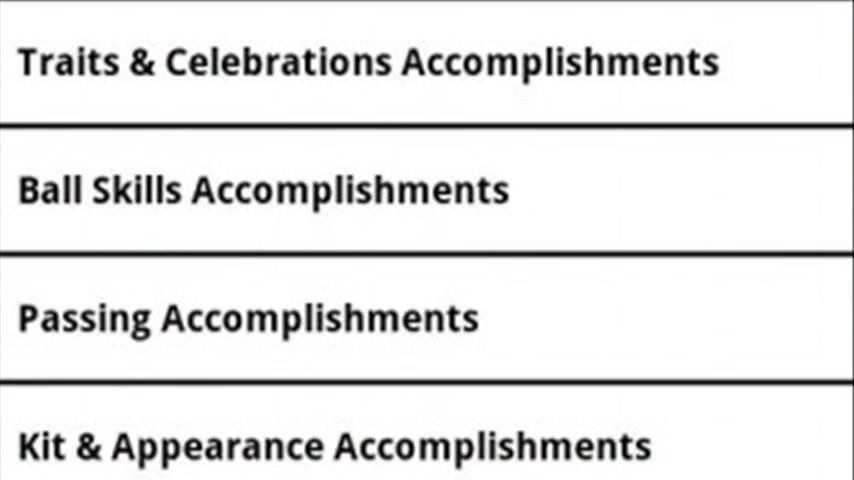 Traits & Celebrations Accomplishments
Ball Skills Accomplishments
Passing Accomplishments
Kit & Appearance Accomplishments